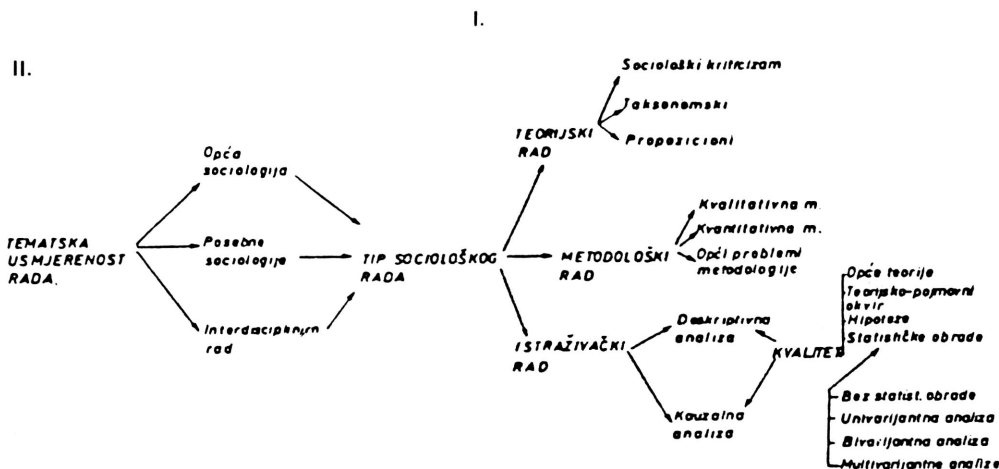 I.
II.
TEMATSKA
USMJERENOST
RADA.
Opća
sociologija
Posebne
sociologije
Interdisciplinarn
rad
TIP SOCIOLOŠKOG
RADA
TEORIJSKI
RAD
Sociološki kriticizam
Taksonomski
Propozicioni
METODOLOŠKI
RAD
Kvalitativna m.
Kvantitativna m.
Opći problemi
metodologije
ISTRAŽIVAČKI
RAD
Deskriptivna
analiza
Kauzalna
analiza
KVALITET
Opće teorije
Teorijsko-pojmovni
okvir
Hipoteze
Statističke obrade
Bez statist. obrade
Univarijantna analiza
Bivarijantna analiza
Multivarijantne analize